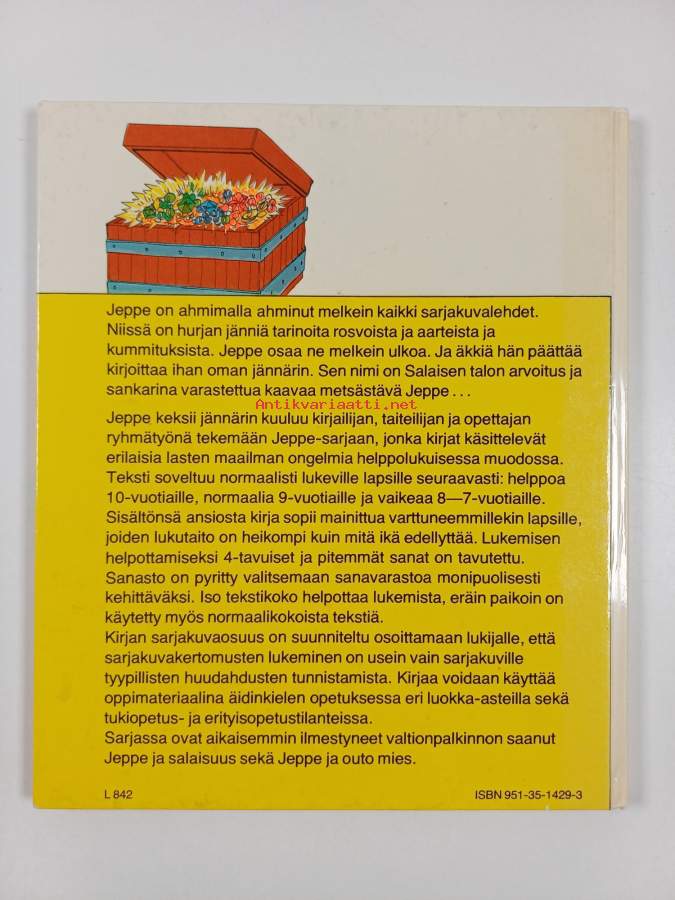 Jeppe on ahmimalla ahminut melkein kaikki sarjakuvalehdet.
Niissä on hurjan jänniä tarinoita rosvoista ja aarteista ja
kummituksista. Jeppe osaa ne melkein ulkoa. Ja äkkiä hän päättää
kirjoittaa ihan oman jännärin. Sen nimi on Salaisen talon arvoitus ja
sankarina varastettua kaavaa metsästävä Jeppe . . .
Antikvariaatti.net
Jeppe keksii jännärin kuuluu kirjailijan, taiteilijan ja opettajan
ryhmätyönä tekemään Jeppe-sarjaan, jonka kirjat käsittelevät
erilaisia lasten maailman ongelmia helppolukuisessa muodossa.
Teksti soveltuu normaalisti lukeville lapsille seuraavasti: helppoa
10-vuotiaille, normaalia 9-vuotiaille ja vaikeaa 8—7-vuotiaille.
Sisältönsä ansiosta kirja sopii mainittua varttuneemmillekin lapsille,
joiden lukutaito on heikompi kuin mitä ikä edellyttää. Lukemisen
helpottamiseksi 4-tavuiset ja pitemmät sanat on tavutettu.
Sanasto on pyritty valitsemaan sanavarastoa monipuolisesti
kehittäväksi. Iso tekstikoko helpottaa lukemista, eräin paikoin on
käytetty myös normaalikokoista tekstiä.
Kirjan sarjakuvaosuus on suunniteltu osoittamaan lukijalle, että
sarjakuvakertomusten lukeminen on usein vain sarjakuville
tyypillisten huudahdusten tunnistamista. Kirjaa voidaan käyttää
oppimateriaalina äidinkielen opetuksessa eri luokka-asteilla sekä
tukiopetus- ja erityisopetustilanteissa.
Sarjassa ovat aikaisemmin ilmestyneet valtionpalkinnon saanut
Jeppe ja salaisuus sekä Jeppe ja outo mies.
L 842
ISBN 951-35-1429-3